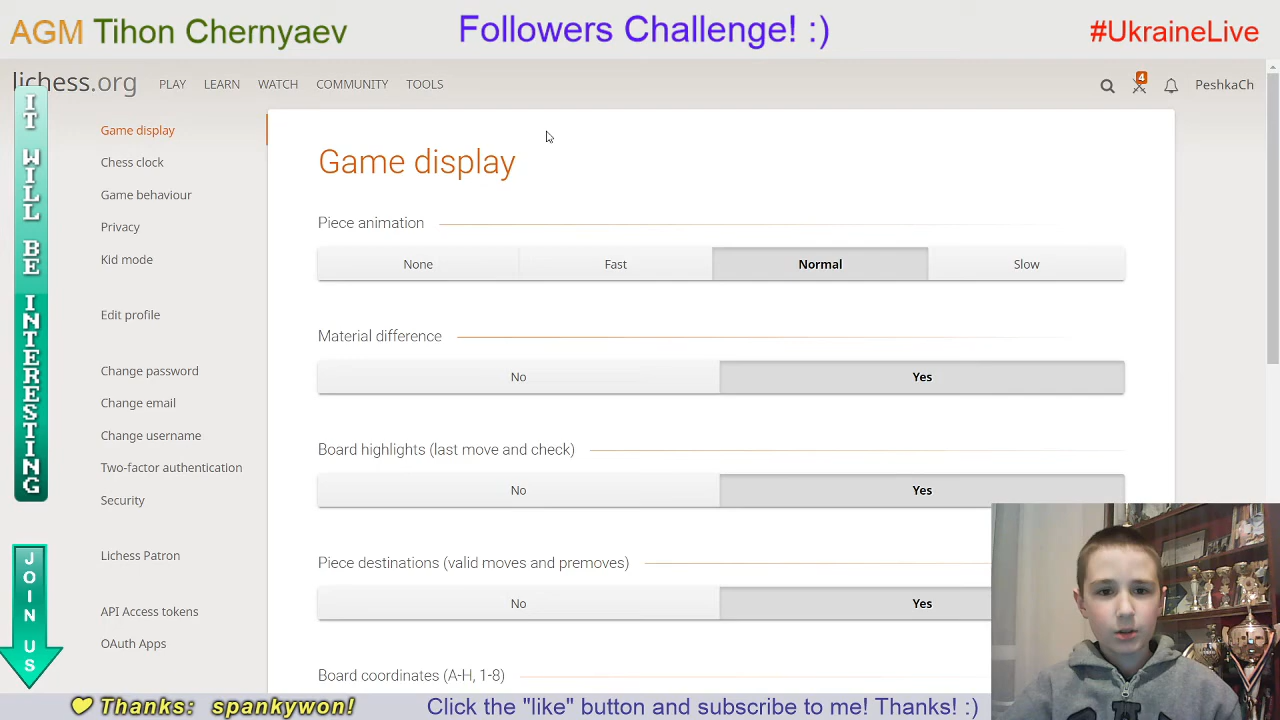 AGM Tihon Chernyaev
Followers Challenge! :)
#UkraineLive
lichess.org
PLAY
LEARN
WATCH
COMMUNITY
TOOLS
4
PeshkaCh
IT WILL BE INTERESTING
JOIN US
Game display
Chess clock
Game behaviour
Privacy
Kid mode
Edit profile
Change password
Change email
Change username
Two-factor authentication
Security
Lichess Patron
API Access tokens
OAuth Apps
Game display
Piece animation
None
Fast
Normal
Slow
Material difference
No
Yes
Board highlights (last move and check)
No
Yes
Piece destinations (valid moves and premoves)
No
Yes
Board coordinates (A-H, 1-8)
Thanks: spankywon!
Click the "like" button and subscribe to me! Thanks! :)